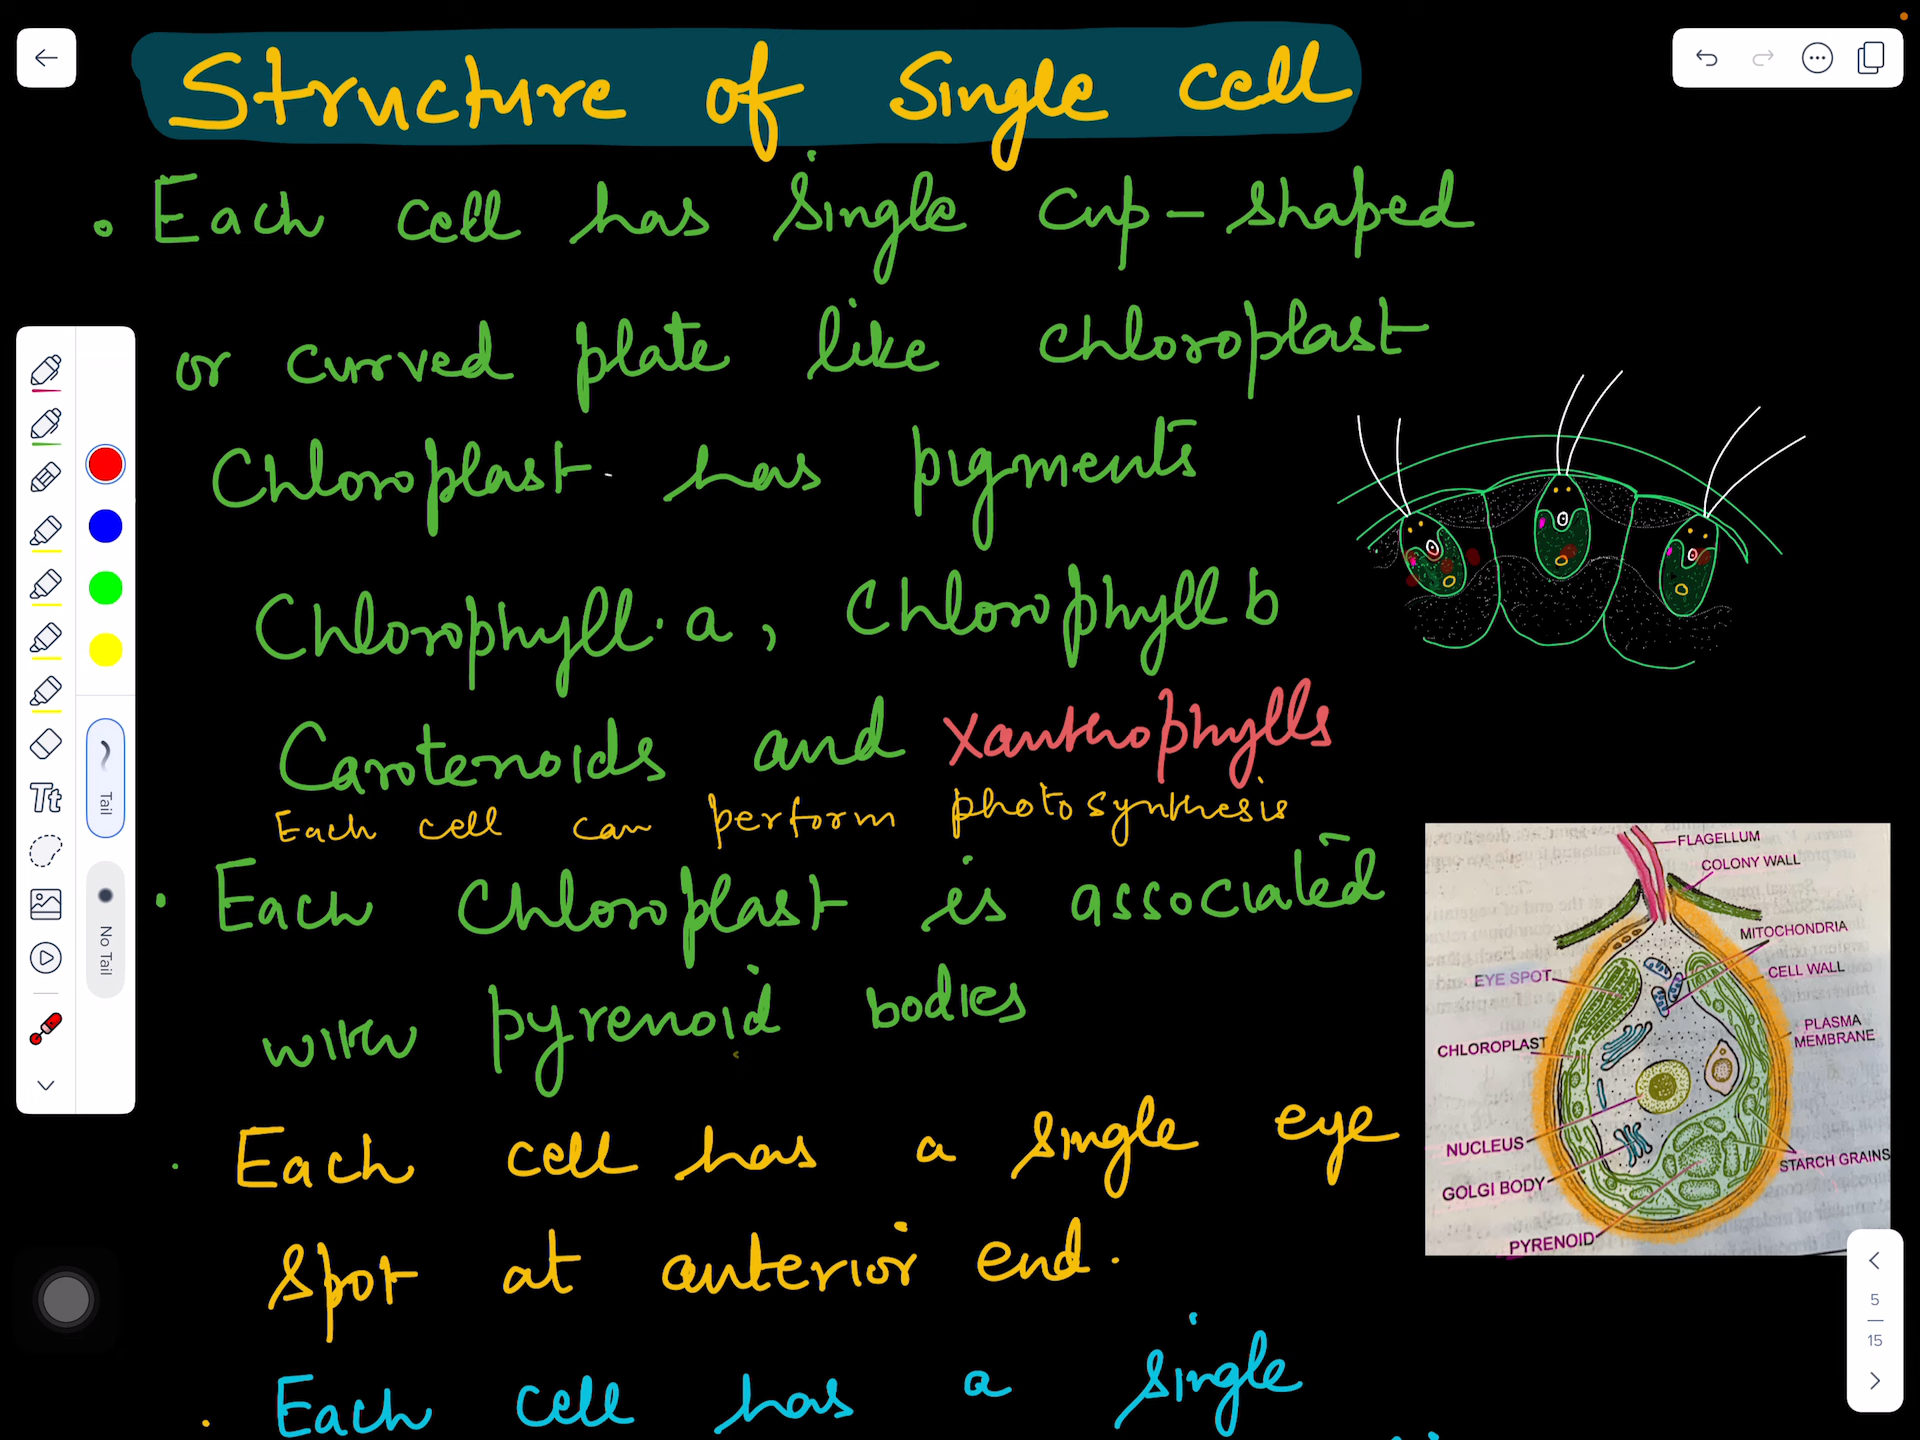 Structure of Single cell
• Each cell has single cup-shaped
or curved plate like chloroplast
Chloroplast has pigments
Chlorophyll a, Chlorophyll b
Carotenoids and Xanthophylls
Each cell can perform photosynthesis
• Each chloroplast is associated
with pyrenoid bodies
• Each cell has a single eye
spot at anterior end.
• Each cell has a single
FLAGELLUM
COLONY WALL
MITOCHONDRIA
EYE SPOT
CELL WALL
PLASMA
MEMBRANE
CHLOROPLAST
NUCLEUS
STARCH GRAINS
GOLGI BODY
PYRENOID
Tt
Tail
No Tail
5
15